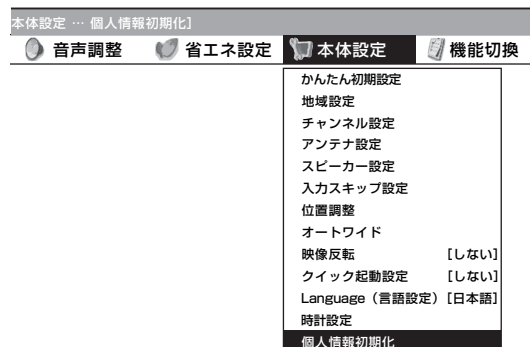 本体設定 … 個人情報初期化]
音声調整 省エネ設定 本体設定 機能切換
かんたん初期設定
地域設定
チャンネル設定
アンテナ設定
スピーカー設定
入力スキップ設定
位置調整
オートワイド
映像反転 [しない]
クイック起動設定 [しない]
Language（言語設定）[日本語]
時計設定
個人情報初期化